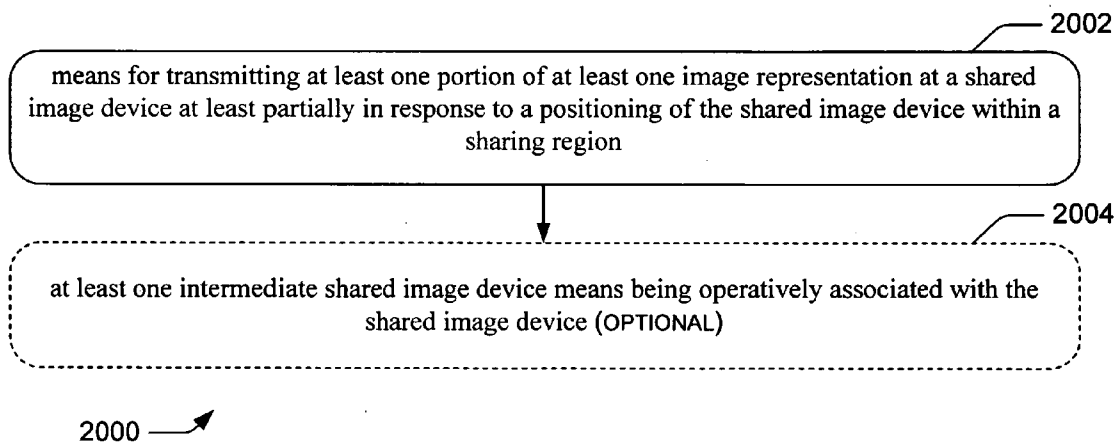 2002
means for transmitting at least one portion of at least one image representation at a shared
image device at least partially in response to a positioning of the shared image device within a
sharing region
2004
at least one intermediate shared image device means being operatively associated with the
shared image device (OPTIONAL)
2000